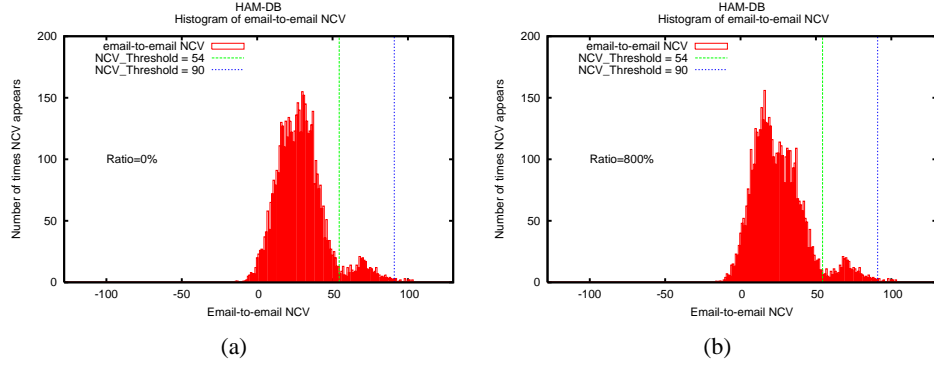 HAM-DB
Histogram of email-to-email NCV
200
150
100
50
0
-100
-50
0
50
100
Number of times NCV appears
Email-to-email NCV
email-to-email NCV
NCV_Threshold = 54
NCV_Threshold = 90
Ratio=0%
(a)
HAM-DB
Histogram of email-to-email NCV
200
150
100
50
0
-100
-50
0
50
100
Number of times NCV appears
Email-to-email NCV
email-to-email NCV
NCV_Threshold = 54
NCV_Threshold = 90
Ratio=800%
(b)